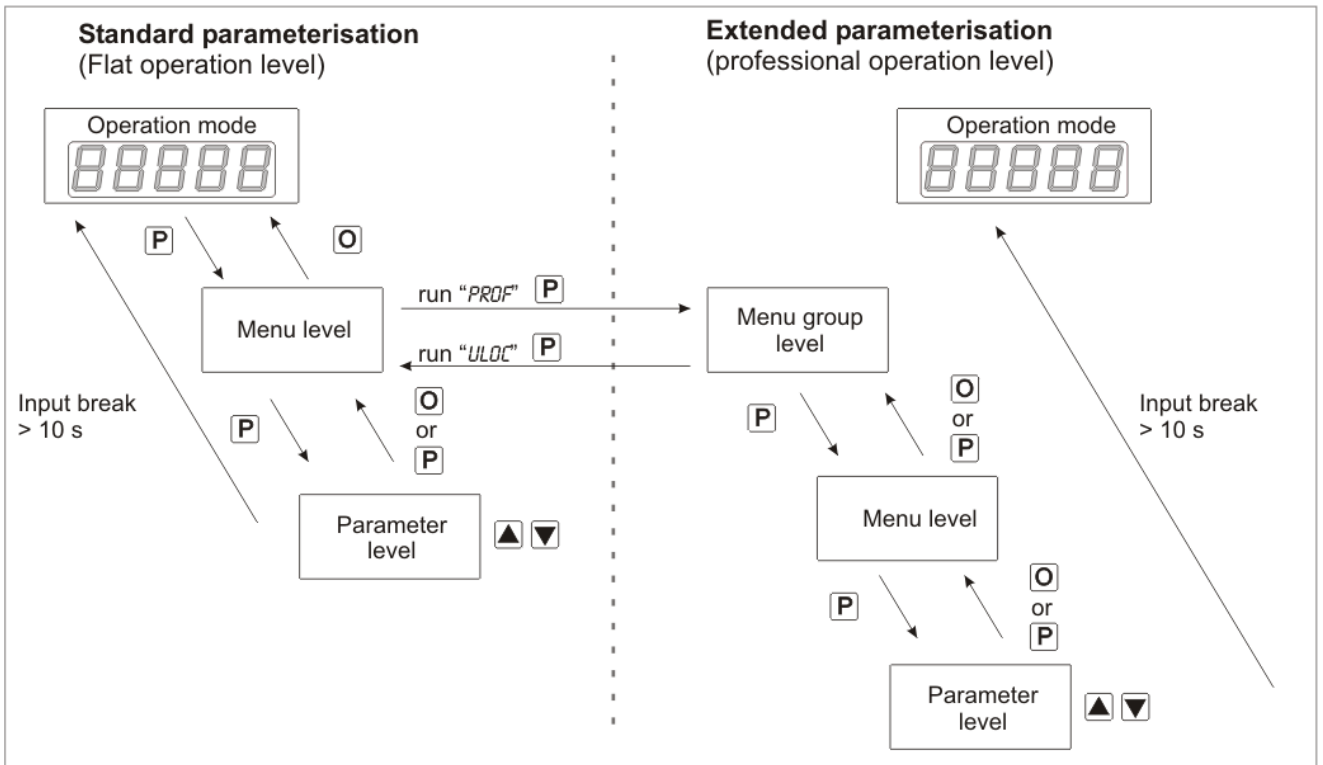 Standard parameterisation
(Flat operation level)
Operation mode
88888
P
O
Menu level
run “PROF” P
run “ULOC” P
Input break
> 10 s
P
O
or
P
Parameter
level
▲ ▼
Extended parameterisation
(professional operation level)
Operation mode
88888
Menu group
level
P
O
or
P
Input break
> 10 s
Menu level
P
O
or
P
Parameter
level
▲ ▼